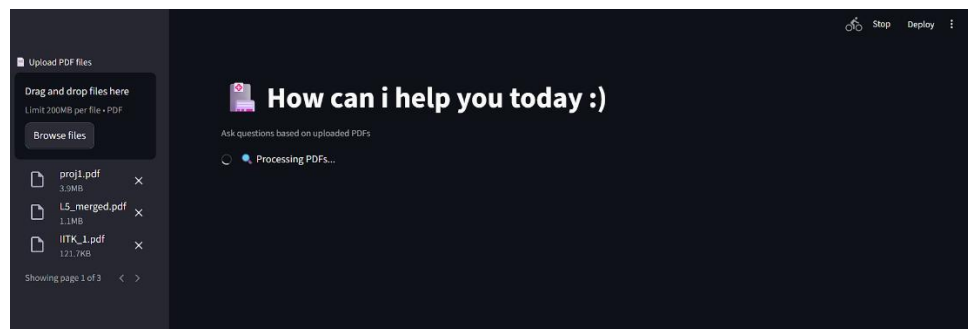 Stop Deploy
Upload PDF files
Drag and drop files here
Limit 200MB per file • PDF
Browse files
proj1.pdf
3.9MB
L5_merged.pdf
1.1MB
IITK_1.pdf
121.7KB
Showing page 1 of 3
How can i help you today :)
Ask questions based on uploaded PDFs
Processing PDFs...